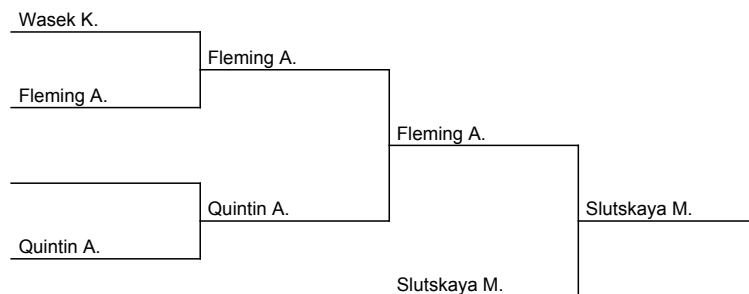 Wasek K.
Fleming A.
Fleming A.
Fleming A.
Quintin A.
Slutskaya M.
Quintin A.
Slutskaya M.